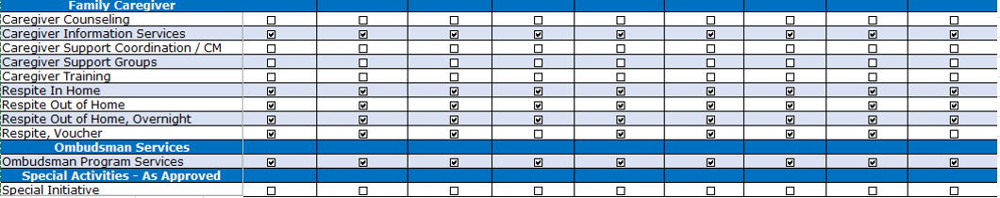 Family Caregiver
Caregiver Counseling
Caregiver Information Services
Caregiver Support Coordination / CM
Caregiver Support Groups
Caregiver Training
Respite In Home
Respite Out of Home
Respite Out of Home, Overnight
Respite, Voucher
Ombudsman Services
Ombudsman Program Services
Special Activities - As Approved
Special Initiative